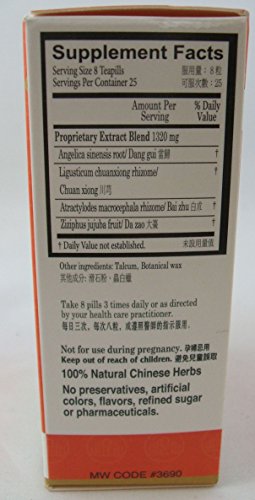 Supplement Facts
Serving Size 8 Teapills 服用量：8 粒
Servings Per Container 25 可服次數：25
Amount Per Serving % Daily Value
Proprietary Extract Blend 1320 mg
Angelica sinensis root/ Dang gui 當歸 †
Ligusticum chuanxiong rhizome/
Chuan xiong 川芎 †
Atractylodes macrocephala rhizome/ Bai zhu 白朮 †
Ziziphus jujuba fruit/ Da zao 大棗 †
† Daily Value not established. 未設用量值
Other ingredients: Talcum, Botanical wax
其他成分: 滑石粉、蟲白蠟
Take 8 pills 3 times daily or as directed
by your health care practitioner.
每日三次，每次八粒，或遵照醫師的指示服用。
Not for use during pregnancy. 孕婦忌用
Keep out of reach of children. 避免兒童誤取
100% Natural Chinese Herbs
No preservatives, artificial
colors, flavors, refined sugar
or pharmaceuticals.
MW CODE #3690